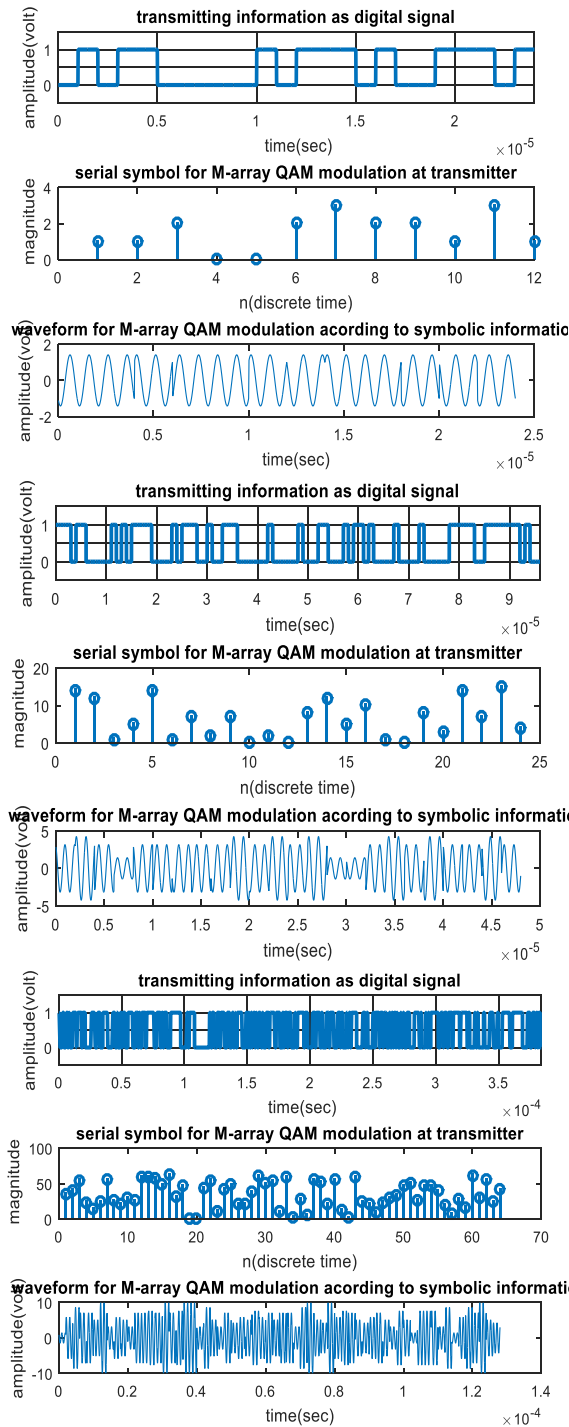 transmitting information as digital signal
amplitude(volt)
1
0
0 0.5 1 1.5 2
×10-5
time(sec)
serial symbol for M-array QAM modulation at transmitter
magnitude
4
2
0
0 2 4 6 8 10 12
n(discrete time)
waveform for M-array QAM modulation acording to symbolic informatio
amplitude(volt)
2
0
-2
0 0.5 1 1.5 2 2.5
×10-5
time(sec)
transmitting information as digital signal
amplitude(volt)
1
0
0 1 2 3 4 5 6 7 8 9
×10-5
time(sec)
serial symbol for M-array QAM modulation at transmitter
magnitude
20
10
0
0 5 10 15 20 25
n(discrete time)
waveform for M-array QAM modulation acording to symbolic informatio
amplitude(volt)
5
0
-5
0 0.5 1 1.5 2 2.5 3 3.5 4 4.5 5
×10-5
time(sec)
transmitting information as digital signal
amplitude(volt)
1
0
0 0.5 1 1.5 2 2.5 3 3.5
×10-4
time(sec)
serial symbol for M-array QAM modulation at transmitter
magnitude
100
50
0
0 10 20 30 40 50 60 70
n(discrete time)
waveform for M-array QAM modulation acording to symbolic informatio
amplitude(volt)
10
0
-10
0 0.2 0.4 0.6 0.8 1 1.2 1.4
×10-4
time(sec)